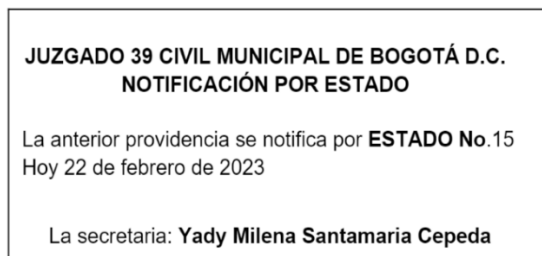 JUZGADO 39 CIVIL MUNICIPAL DE BOGOTÁ D.C.
NOTIFICACIÓN POR ESTADO
La anterior providencia se notifica por ESTADO No.15
Hoy 22 de febrero de 2023
La secretaria: Yady Milena Santamaria Cepeda